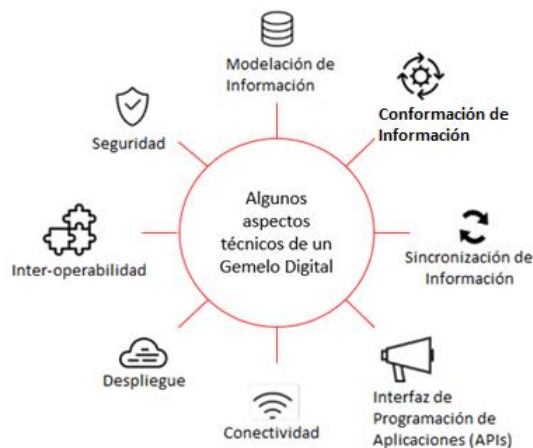 Modelación de
Información
Conformación de
Información
Seguridad
Algunos
aspectos
técnicos de un
Gemelo Digital
Inter-operabilidad
Sincronización de
Información
Despliegue
Conectividad
Interfaz de
Programación de
Aplicaciones (APIs)